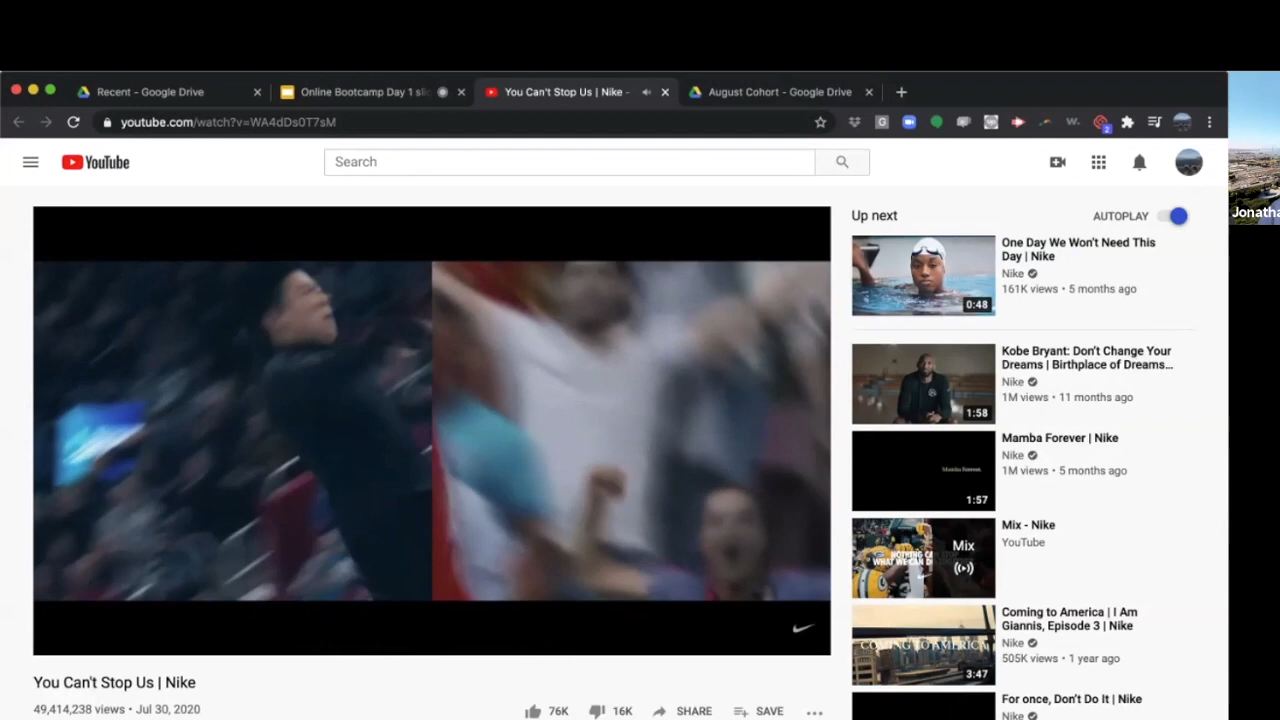 Recent - Google Drive
Online Bootcamp Day 1 slic
You Can't Stop Us | Nike -
August Cohort - Google Drive
youtube.com/watch?v=WA4dDs0T7sM
YouTube
Search
Jonatha
Up next
AUTOPLAY
One Day We Won't Need This
Day | Nike
Nike
161K views • 5 months ago
0:48
Kobe Bryant: Don't Change Your
Dreams | Birthplace of Dreams...
Nike
1M views • 11 months ago
1:58
Mamba Forever | Nike
Nike
1M views • 5 months ago
Mamba Forever.
1:57
Mix - Nike
YouTube
Mix
NOTHING CAN STOP
WHAT WE CAN DO
Coming to America | I Am
Giannis, Episode 3 | Nike
Nike
505K views • 1 year ago
COMING TO AMERICA
3:47
For once, Don't Do It | Nike
Nike
You Can't Stop Us | Nike
49,414,238 views • Jul 30, 2020
76K
16K
SHARE
SAVE